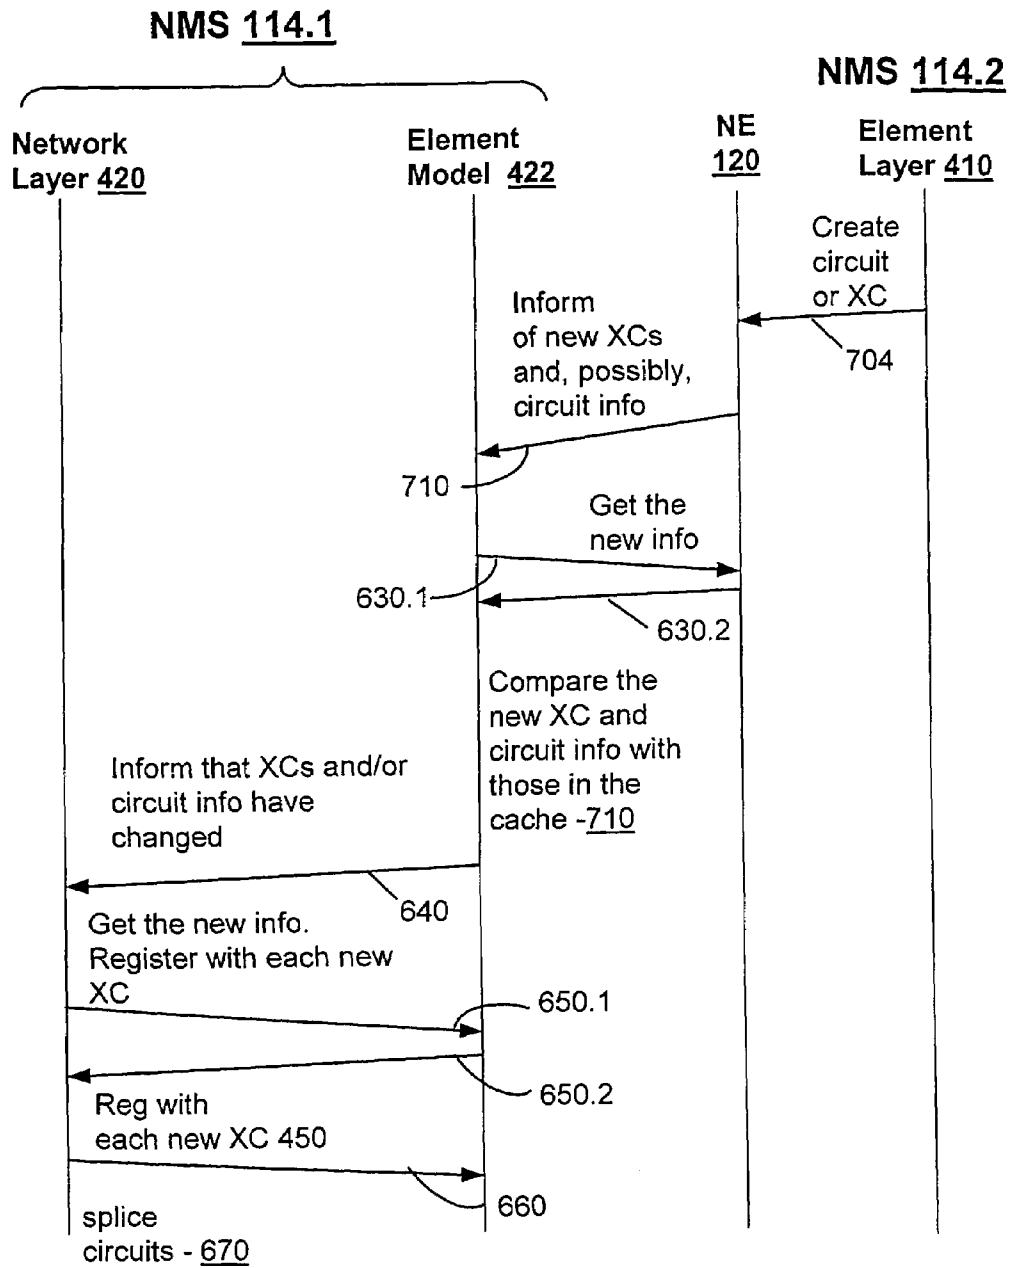 NMS 114.1
NMS 114.2
Network
Layer 420
Element
Model 422
NE
120
Element
Layer 410
Create
circuit
or XC
704
Inform
of new XCs
and, possibly,
circuit info
710
Get the
new info
630.1
630.2
Compare the
new XC and
circuit info with
those in the
cache -710
Inform that XCs and/or
circuit info have
changed
640
Get the new info.
Register with each new
XC
650.1
650.2
Reg with
each new XC 450
660
splice
circuits - 670